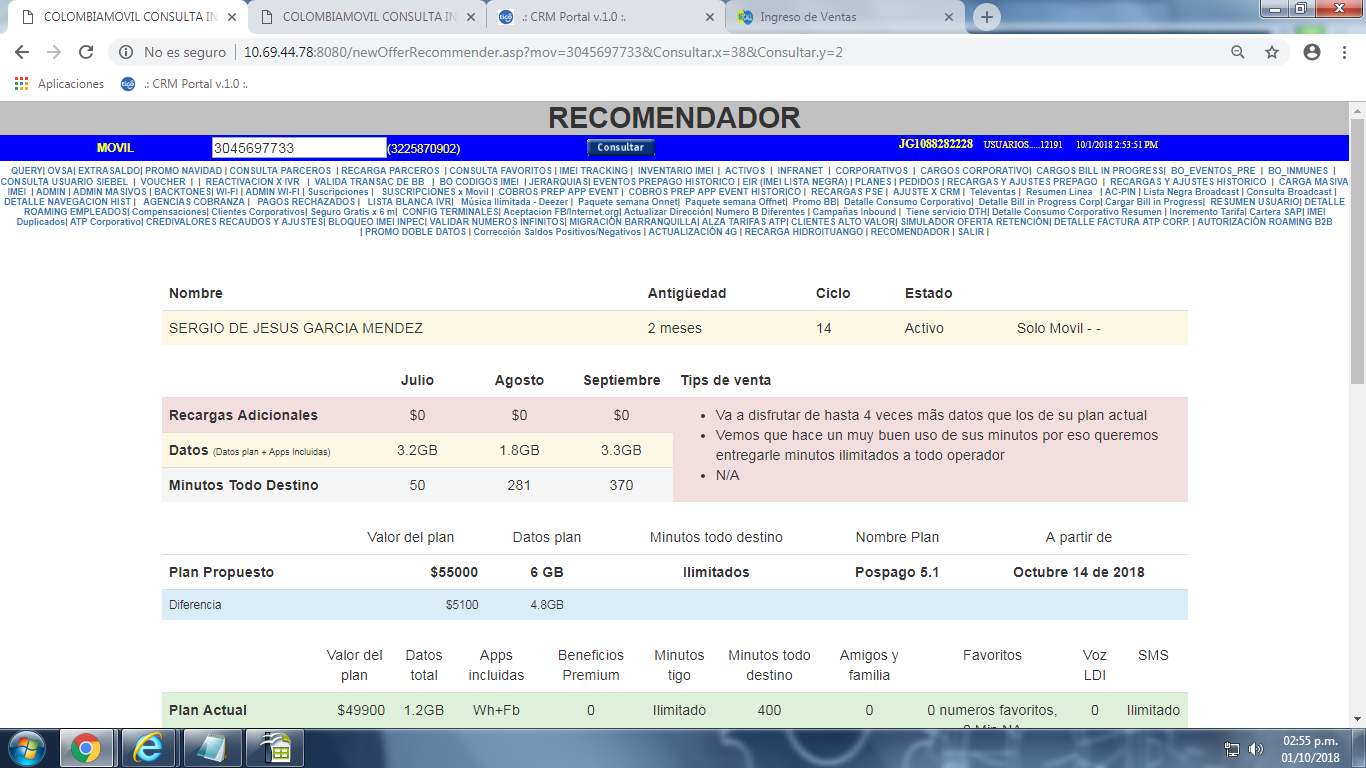 COLOMBIAMOVIL CONSULTA IN
COLOMBIAMOVIL CONSULTA IN
.: CRM Portal v.1.0 :.
Ingreso de Ventas
No es seguro | 10.69.44.78:8080/newOfferRecommender.asp?mov=3045697733&Consultar.x=38&Consultar.y=2
Aplicaciones .: CRM Portal v.1.0 :.
RECOMENDADOR
MOVIL 3045697733 (3225870902) Consultar JG1088282228 USUARIOS.....12191 10/1/2018 2:53:51 PM
QUERY| OVSA| EXTRASALDO| PROMO NAVIDAD | CONSULTA PARCEROS | RECARGA PARCEROS | CONSULTA FAVORITOS | IMEI TRACKING | INVENTARIO IMEI | ACTIVOS | INFRANET | CORPORATIVOS | CARGOS CORPORATIVO| CARGOS BILL IN PROGRESS| BO_EVENTOS_PRE | BO_INMUNES |
CONSULTA USUARIO SIEBEL | VOUCHER | | REACTIVACION X IVR | VALIDA TRANSAC DE BB | BO CODIGOS IMEI | JERARQUIAS| EVENTOS PREPAGO HISTORICO | EIR (IMEI LISTA NEGRA) | PLANES | PEDIDOS | RECARGAS Y AJUSTES PREPAGO | RECARGAS Y AJUSTES HISTORICO | CARGA MASIVA
IMEI | ADMIN | ADMIN MASIVOS | BACKTONES| WI-FI | ADMIN WI-FI | Suscripciones | SUSCRIPCIONES x Movil | COBROS PREP APP EVENT | COBROS PREP APP EVENT HISTORICO | RECARGAS PSE | AJUSTE X CRM | Televentas | Resumen Linea | AC-PIN | Lista Negra Broadcast | Consulta Broadcast |
DETALLE NAVEGACION HIST | AGENCIAS COBRANZA | PAGOS RECHAZADOS | LISTA BLANCA IVR| Música Ilimitada - Deezer | Paquete semana Onnet| Paquete semana Offnet| Promo BB| Detalle Consumo Corporativo| Detalle Bill in Progress Corp| Cargar Bill in Progress| RESUMEN USUARIO| DETALLE
ROAMING EMPLEADOS| Compensaciones| Clientes Corporativos| Seguro Gratis x 6 m| CONFIG TERMINALES| Aceptacion FB/Internet.org| Actualizar Dirección| Numero B Diferentes | Campañas Inbound | Tiene servicio DTH| Detalle Consumo Corporativo Resumen | Incremento Tarifa| Cartera SAP| IMEI
Duplicados| ATP Corporativo| CREDIVALORES RECAUDOS Y AJUSTES| BLOQUEO IMEI INPEC| VALIDAR NUMEROS INFINITOS| MIGRACIÓN BARRANQUILLA| ALZA TARIFAS ATP| CLIENTES ALTO VALOR| SIMULADOR OFERTA RETENCIÓN| DETALLE FACTURA ATP CORP. | AUTORIZACIÓN ROAMING B2B
| PROMO DOBLE DATOS | Corrección Saldos Positivos/Negativos | ACTUALIZACIÓN 4G | RECARGA HIDROITUANGO | RECOMENDADOR | SALIR |
Nombre Antigüedad Ciclo Estado
SERGIO DE JESUS GARCIA MENDEZ 2 meses 14 Activo Solo Movil - -
Julio Agosto Septiembre Tips de venta
Recargas Adicionales $0 $0 $0
Datos (Datos plan + Apps Incluidas) 3.2GB 1.8GB 3.3GB
Minutos Todo Destino 50 281 370
• Va a disfrutar de hasta 4 veces mãs datos que los de su plan actual
• Vemos que hace un muy buen uso de sus minutos por eso queremos
entregarle minutos ilimitados a todo operador
• N/A
Valor del plan Datos plan Minutos todo destino Nombre Plan A partir de
Plan Propuesto $55000 6 GB Ilimitados Pospago 5.1 Octubre 14 de 2018
Diferencia $5100 4.8GB
Valor del plan Datos total Apps incluidas Beneficios Premium Minutos tigo Minutos todo destino Amigos y familia Favoritos Voz LDI SMS
Plan Actual $49900 1.2GB Wh+Fb 0 Ilimitado 400 0 0 numeros favoritos, 0 Ilimitado
02:55 p.m.
01/10/2018